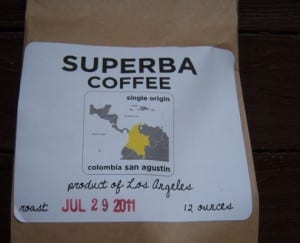 SUPERBA
COFFEE
single origin
colombia san agustin
product of Los Angeles
roast JUL 29 2011
12 ounces